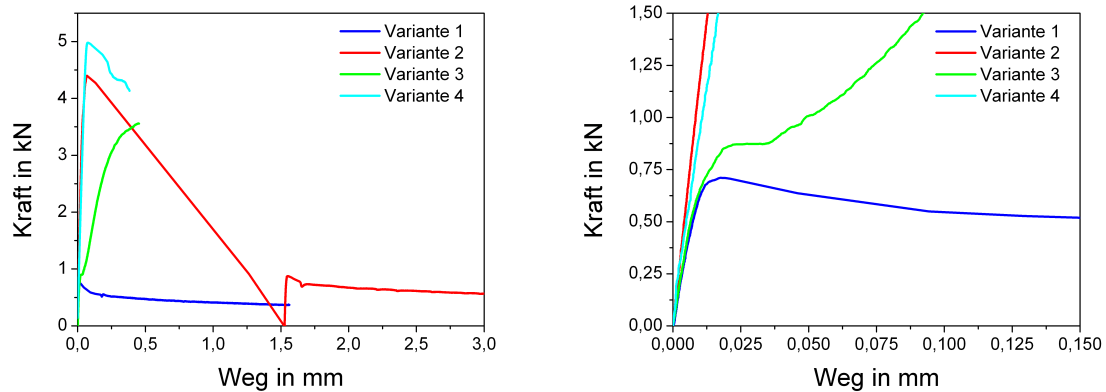 Kraft in kN
5
4
3
2
1
0
Variante 1
Variante 2
Variante 3
Variante 4
0,0 0,5 1,0 1,5 2,0 2,5 3,0
Weg in mm
Kraft in kN
1,50
1,25
1,00
0,75
0,50
0,25
0,00
Variante 1
Variante 2
Variante 3
Variante 4
0,000 0,025 0,050 0,075 0,100 0,125 0,150
Weg in mm